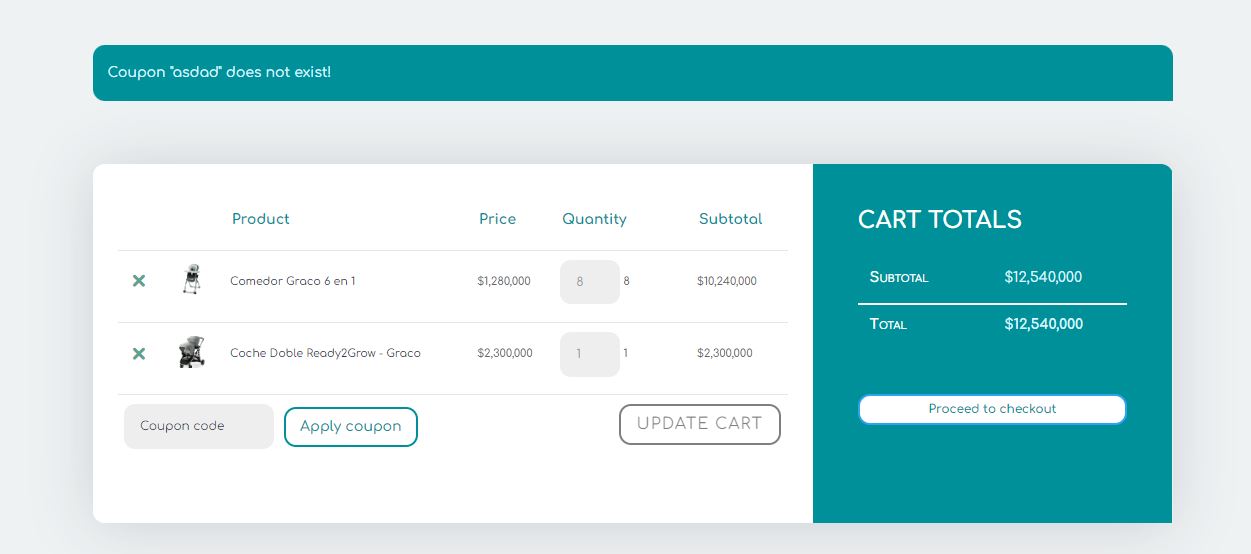 Coupon "asdad" does not exist!
Product Price Quantity Subtotal
Comedor Graco 6 en 1 $1,280,000 8 8 $10,240,000
Coche Doble Ready2Grow - Graco $2,300,000 1 1 $2,300,000
Coupon code Apply coupon UPDATE CART
CART TOTALS
Subtotal $12,540,000
Total $12,540,000
Proceed to checkout